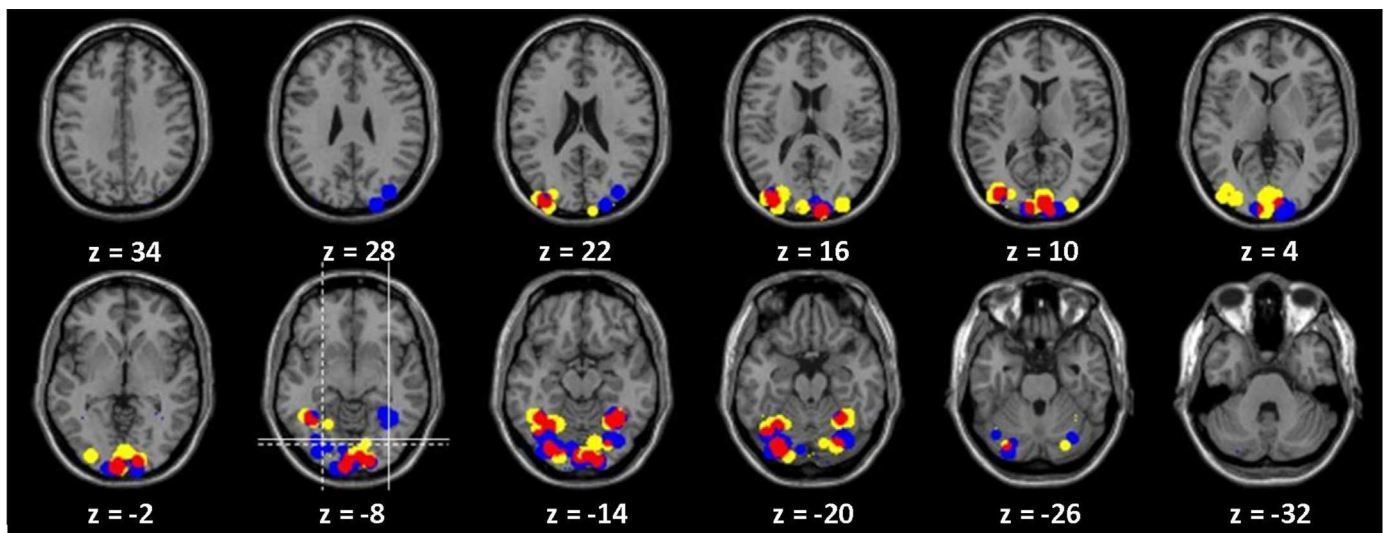 z = 34 z = 28 z = 22 z = 16 z = 10 z = 4
z = -2 z = -8 z = -14 z = -20 z = -26 z = -32